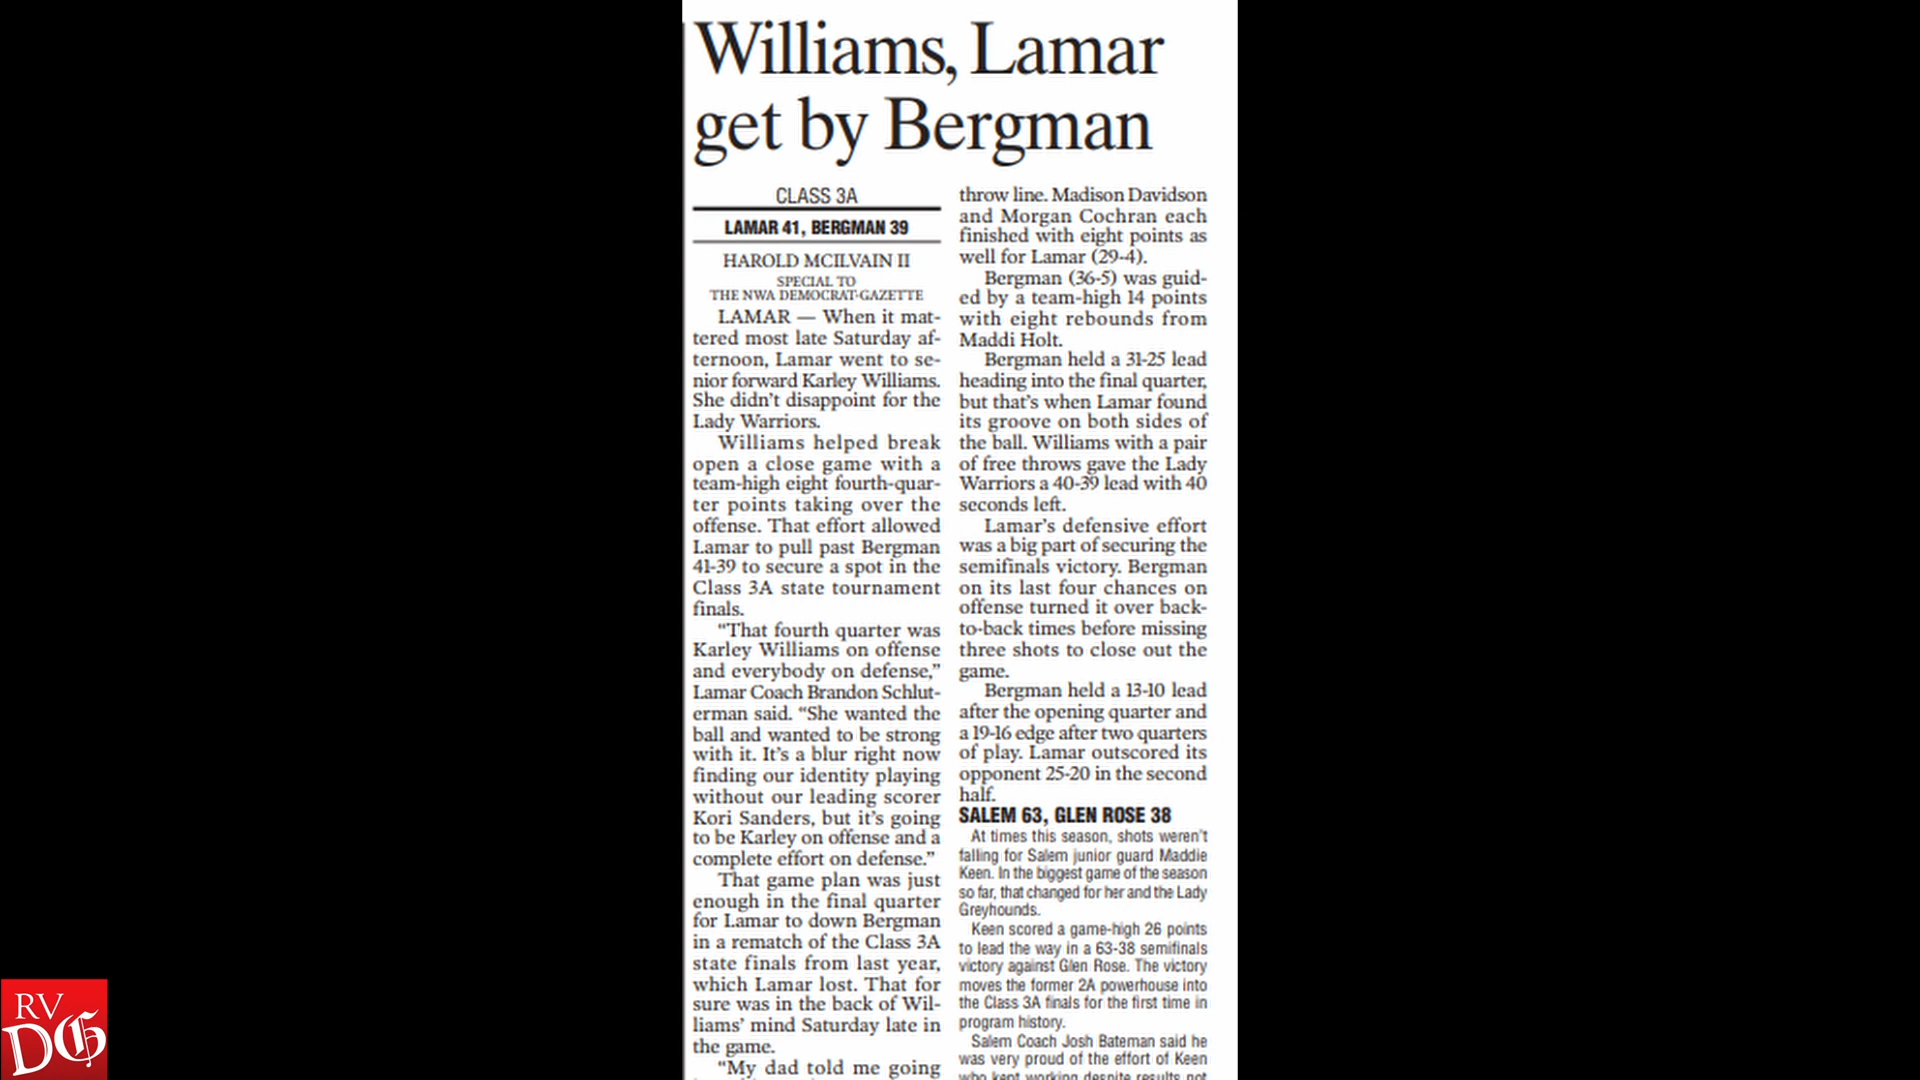 Williams, Lamar
get by Bergman
CLASS 3A
LAMAR 41, BERGMAN 39
HAROLD MCILVAIN II
SPECIAL TO
THE NWA DEMOCRAT-GAZETTE
LAMAR — When it mat-
tered most late Saturday af-
ternoon, Lamar went to se-
nior forward Karley Williams.
She didn't disappoint for the
Lady Warriors.
Williams helped break
open a close game with a
team-high eight fourth-quar-
ter points taking over the
offense. That effort allowed
Lamar to pull past Bergman
41-39 to secure a spot in the
Class 3A state tournament
finals.
“That fourth quarter was
Karley Williams on offense
and everybody on defense,”
Lamar Coach Brandon Schlut-
erman said. “She wanted the
ball and wanted to be strong
with it. It's a blur right now
finding our identity playing
without our leading scorer
Kori Sanders, but it's going
to be Karley on offense and a
complete effort on defense.”
That game plan was just
enough in the final quarter
for Lamar to down Bergman
in a rematch of the Class 3A
state finals from last year,
which Lamar lost. That for
sure was in the back of Wil-
liams' mind Saturday late in
the game.
“My dad told me going
throw line. Madison Davidson
and Morgan Cochran each
finished with eight points as
well for Lamar (29-4).
Bergman (36-5) was guid-
ed by a team-high 14 points
with eight rebounds from
Maddi Holt.
Bergman held a 31-25 lead
heading into the final quarter,
but that's when Lamar found
its groove on both sides of
the ball. Williams with a pair
of free throws gave the Lady
Warriors a 40-39 lead with 40
seconds left.
Lamar's defensive effort
was a big part of securing the
semifinals victory. Bergman
on its last four chances on
offense turned it over back-
to-back times before missing
three shots to close out the
game.
Bergman held a 13-10 lead
after the opening quarter and
a 19-16 edge after two quarters
of play. Lamar outscored its
opponent 25-20 in the second
half.
SALEM 63, GLEN ROSE 38
At times this season, shots weren't
falling for Salem junior guard Maddie
Keen. In the biggest game of the season
so far, that changed for her and the Lady
Greyhounds.
Keen scored a game-high 26 points
to lead the way in a 63-38 semifinals
victory against Glen Rose. The victory
moves the former 2A powerhouse into
the Class 3A finals for the first time in
program history.
Salem Coach Josh Bateman said he
was very proud of the effort of Keen
who kept working despite results not
RV
DG